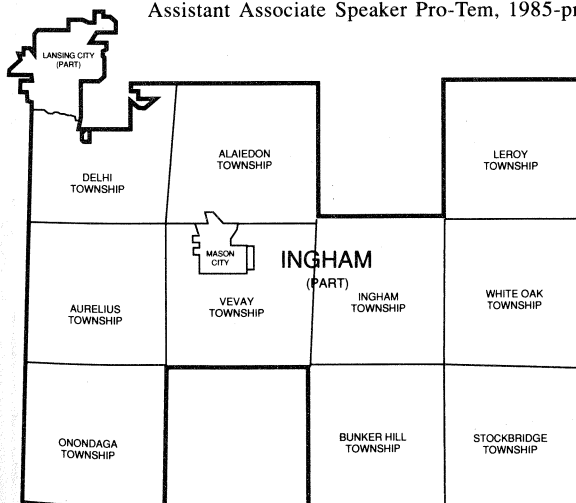 Assistant Associate Speaker Pro-Tem, 1985-pr
LANSING CITY
(PART)
DELHI
TOWNSHIP
ALAIEDON
TOWNSHIP
LEROY
TOWNSHIP
MASON
CITY
INGHAM
(PART)
AURELIUS
TOWNSHIP
VEVAY
TOWNSHIP
INGHAM
TOWNSHIP
WHITE OAK
TOWNSHIP
ONONDAGA
TOWNSHIP
BUNKER HILL
TOWNSHIP
STOCKBRIDGE
TOWNSHIP